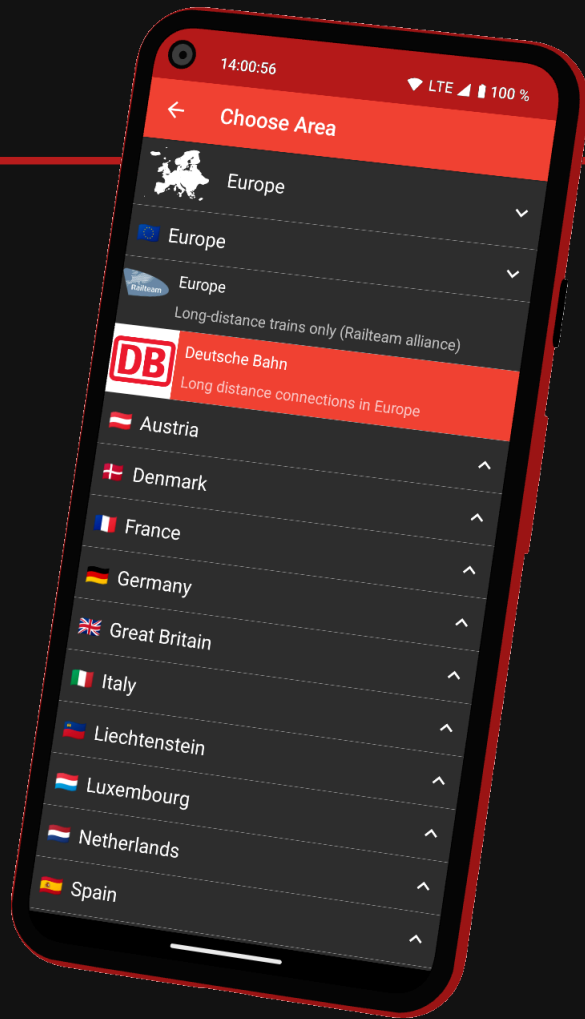 14:00:56
LTE 100 %
Choose Area
Europe
Europe
Railteam
Europe
Long-distance trains only (Railteam alliance)
DB
Deutsche Bahn
Long distance connections in Europe
Austria
Denmark
France
Germany
Great Britain
Italy
Liechtenstein
Luxembourg
Netherlands
Spain